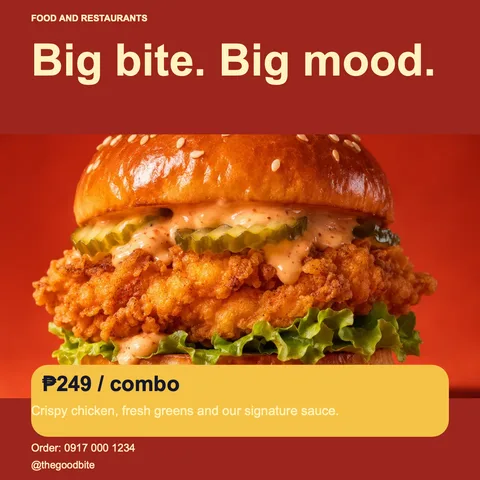 FOOD AND RESTAURANTS
Big bite. Big mood.
₱249 / combo
Crispy chicken, fresh greens and our signature sauce.
Order: 0917 000 1234
@thegoodbite